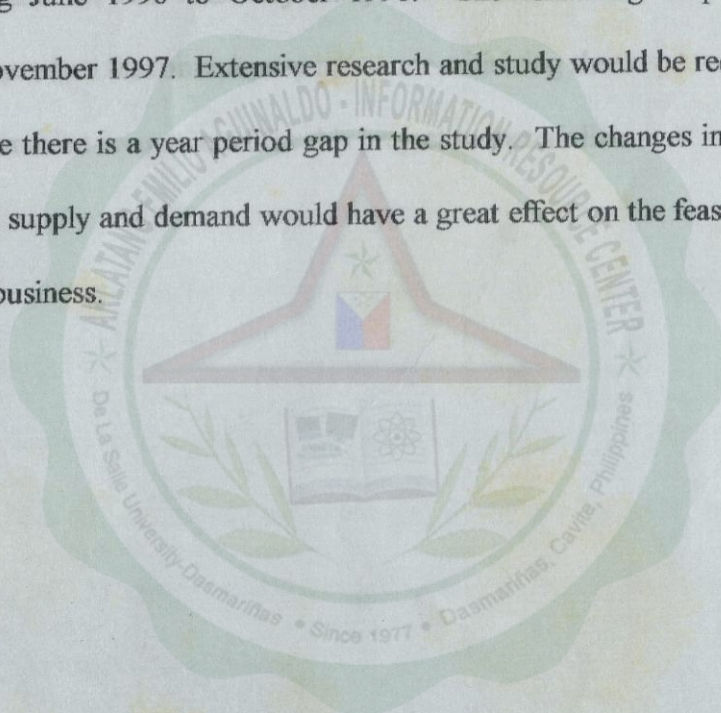 ovember 1997. Extensive research and study would be
e there is a year period gap in the study. The changes in
supply and demand would have a great effect on the feas
business.
AKLATANG EMILIO AGUINALDO - INFORMATION RESOURCE CENTER
De La Salle University-Dasmariñas • Since 1977 • Dasmariñas, Cavite, Philippines